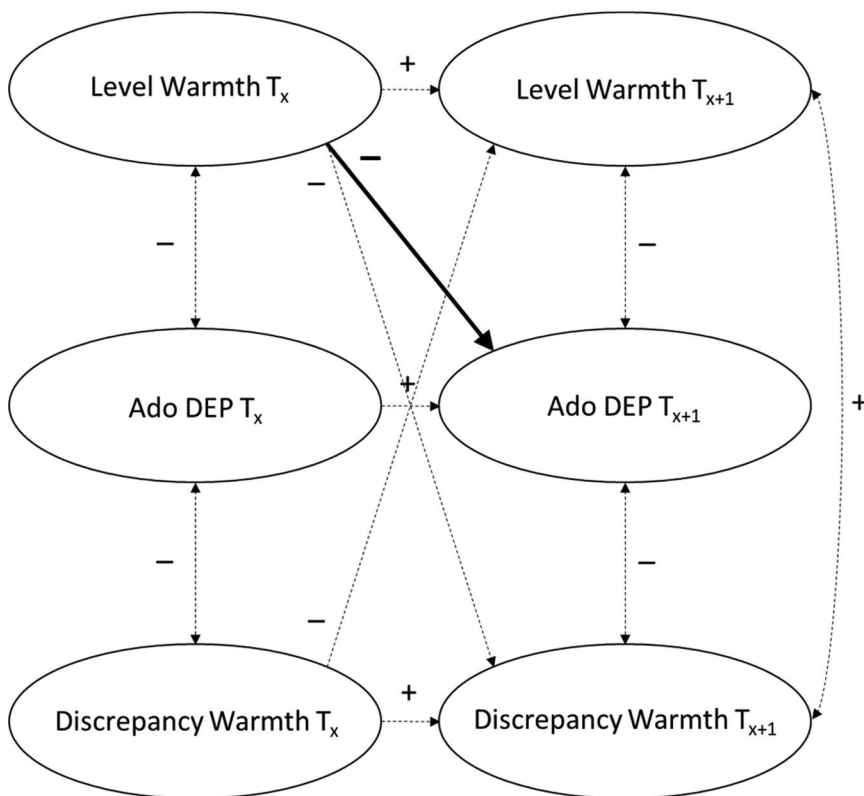 +
Level Warmth Tₓ
Level Warmth Tₓ₊₁
–
–
–
–
+
Ado DEP Tₓ
Ado DEP Tₓ₊₁
+
–
–
–
+
Discrepancy Warmth Tₓ
Discrepancy Warmth Tₓ₊₁